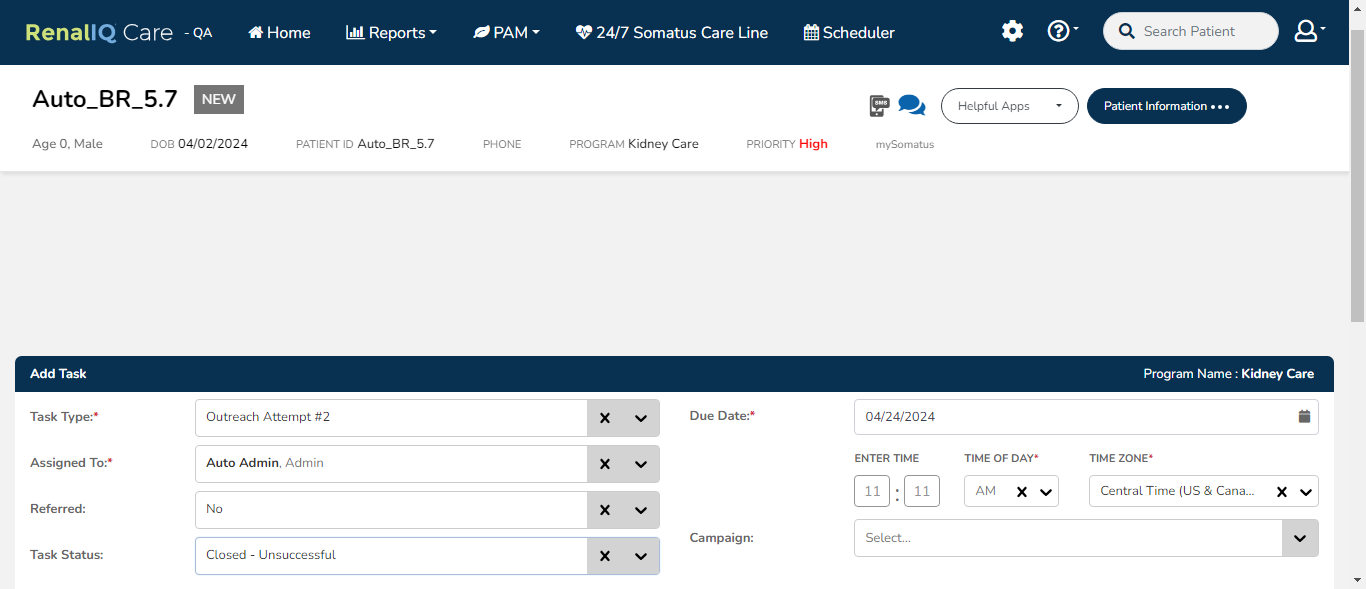 RenalIQ Care - QA Home Reports PAM 24/7 Somatus Care Line Scheduler Search Patient
Auto_BR_5.7 NEW
SMS Helpful Apps Patient Information
Age 0, Male DOB 04/02/2024 PATIENT ID Auto_BR_5.7 PHONE PROGRAM Kidney Care PRIORITY High mySomatus
Add Task Program Name : Kidney Care
Task Type:* Outreach Attempt #2 Due Date:* 04/24/2024
Assigned To:* Auto Admin, Admin ENTER TIME TIME OF DAY* TIME ZONE*
11 : 11 AM Central Time (US & Cana...
Referred: No
Campaign: Select...
Task Status: Closed - Unsuccessful